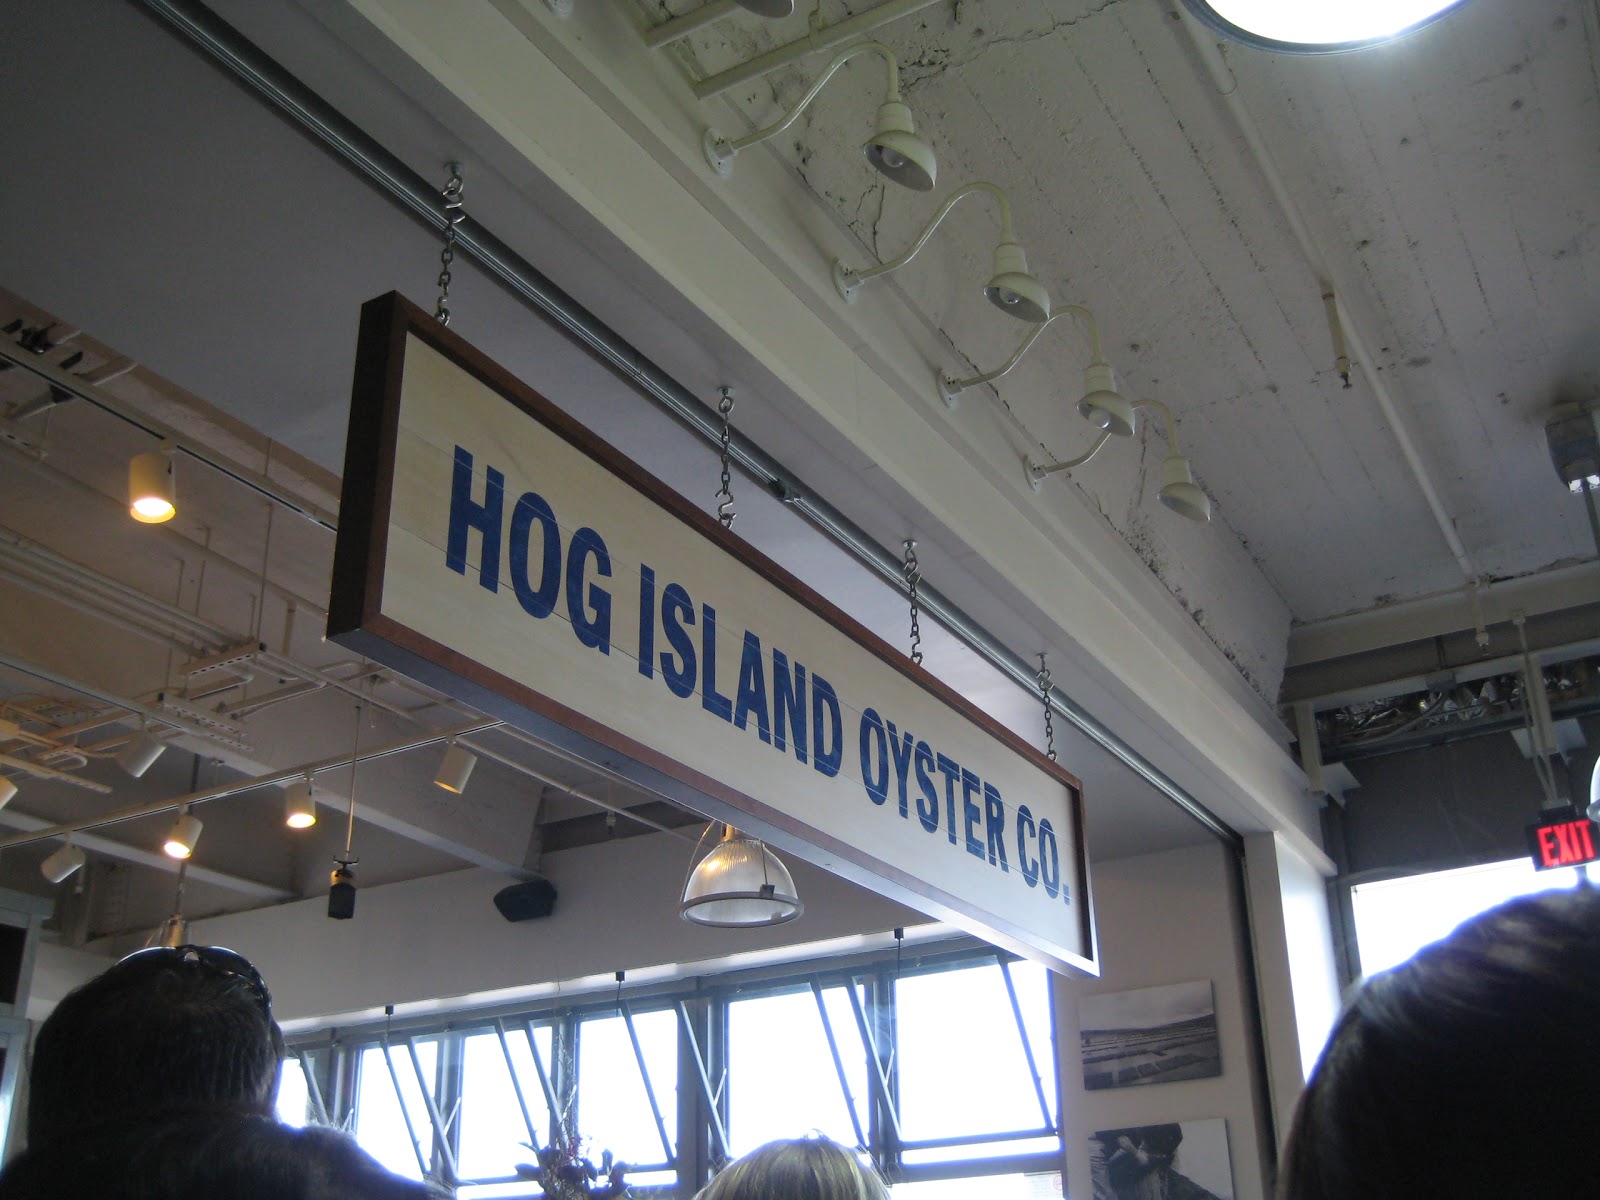 HOG ISLAND OYSTER CO.
EXIT